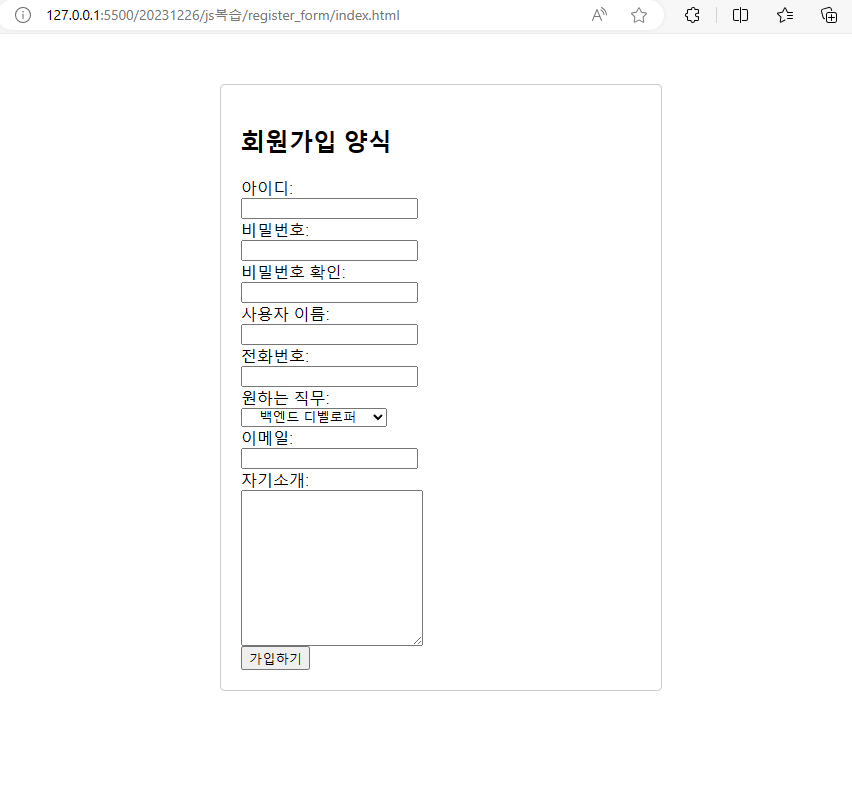 127.0.0.1:5500/20231226/js복습/register_form/index.html
회원가입 양식
아이디:
비밀번호:
비밀번호 확인:
사용자 이름:
전화번호:
원하는 직무:
백엔드 디벨로퍼
이메일:
자기소개:
가입하기